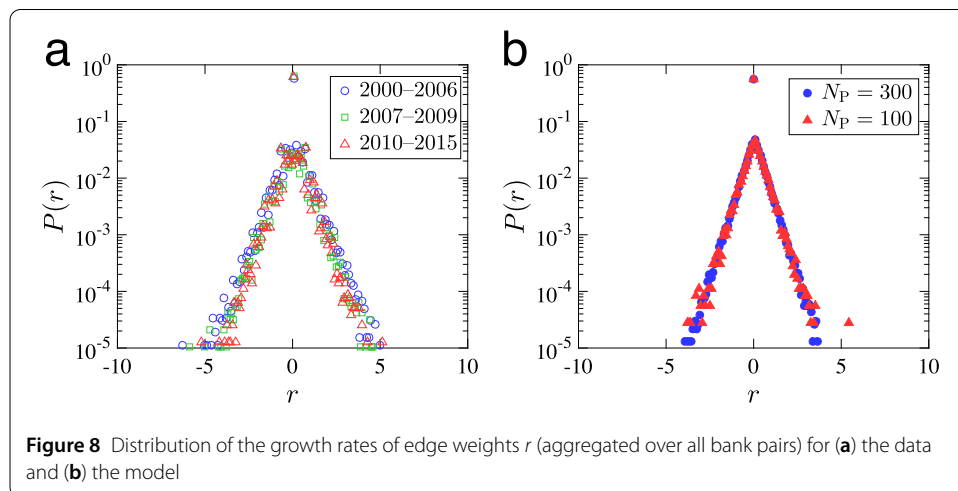 a
10^0
10^-1
10^-2
10^-3
10^-4
10^-5
P(r)
-10 -5 0 5 10
r
2000–2006
2007–2009
2010–2015
b
10^0
10^-1
10^-2
10^-3
10^-4
10^-5
P(r)
-10 -5 0 5 10
r
N_P = 300
N_P = 100
Figure 8 Distribution of the growth rates of edge weights r (aggregated over all bank pairs) for (a) the data
and (b) the model